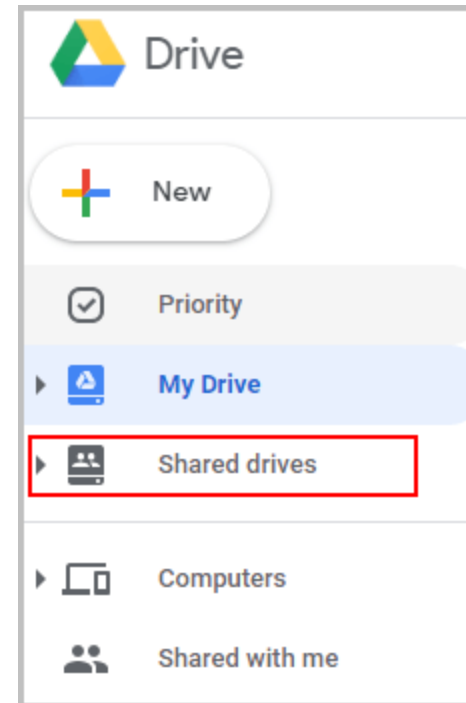 Drive
New
Priority
My Drive
Shared drives
Computers
Shared with me